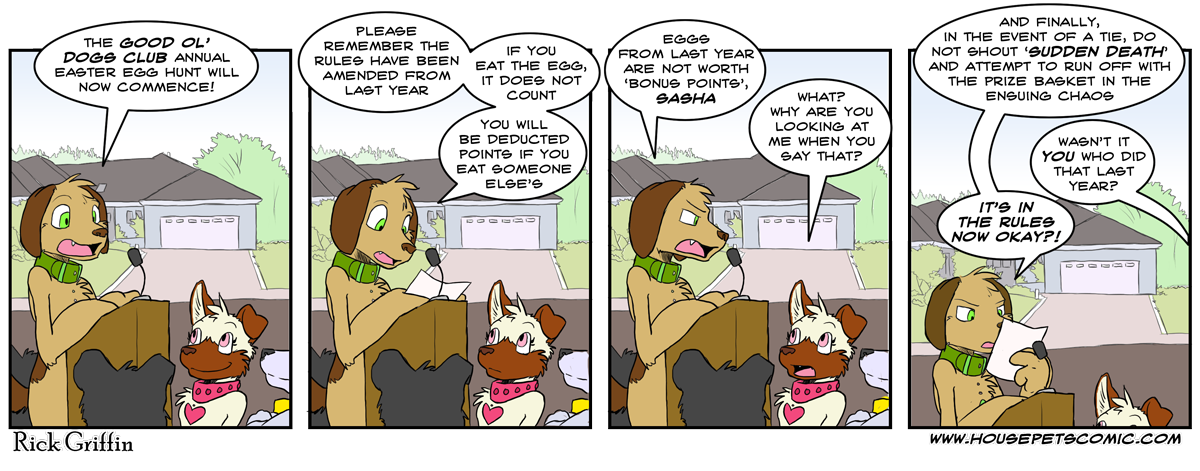 THE GOOD OL'
DOGS CLUB ANNUAL
EASTER EGG HUNT WILL
NOW COMMENCE!
PLEASE
REMEMBER THE
RULES HAVE BEEN
AMENDED FROM
LAST YEAR
IF YOU
EAT THE EGG,
IT DOES NOT
COUNT
YOU WILL
BE DEDUCTED
POINTS IF YOU
EAT SOMEONE
ELSE'S
EGGS
FROM LAST YEAR
ARE NOT WORTH
'BONUS POINTS',
SASHA
WHAT?
WHY ARE YOU
LOOKING AT
ME WHEN YOU
SAY THAT?
AND FINALLY,
IN THE EVENT OF A TIE, DO
NOT SHOUT 'SUDDEN DEATH'
AND ATTEMPT TO RUN OFF WITH
THE PRIZE BASKET IN THE
ENSUING CHAOS
WASN'T IT
YOU WHO DID
THAT LAST
YEAR?
IT'S IN
THE RULES
NOW OKAY?!
Rick Griffin
WWW.HOUSEPETSCOMIC.COM